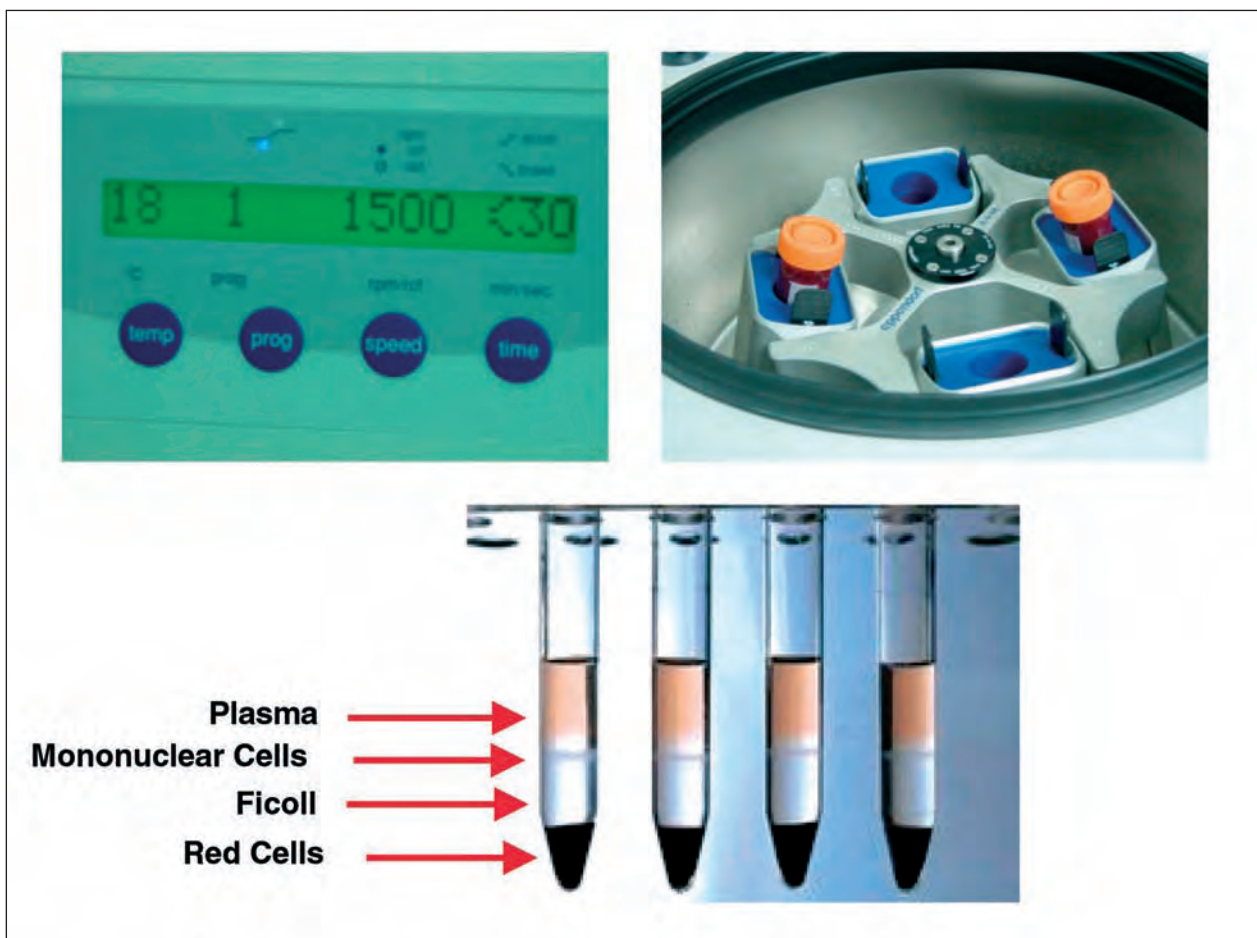 18 1 1500 <30
°C prog rpm/rcf min/sec
temp prog speed time
eppendorf
Plasma
Mononuclear Cells
Ficoll
Red Cells